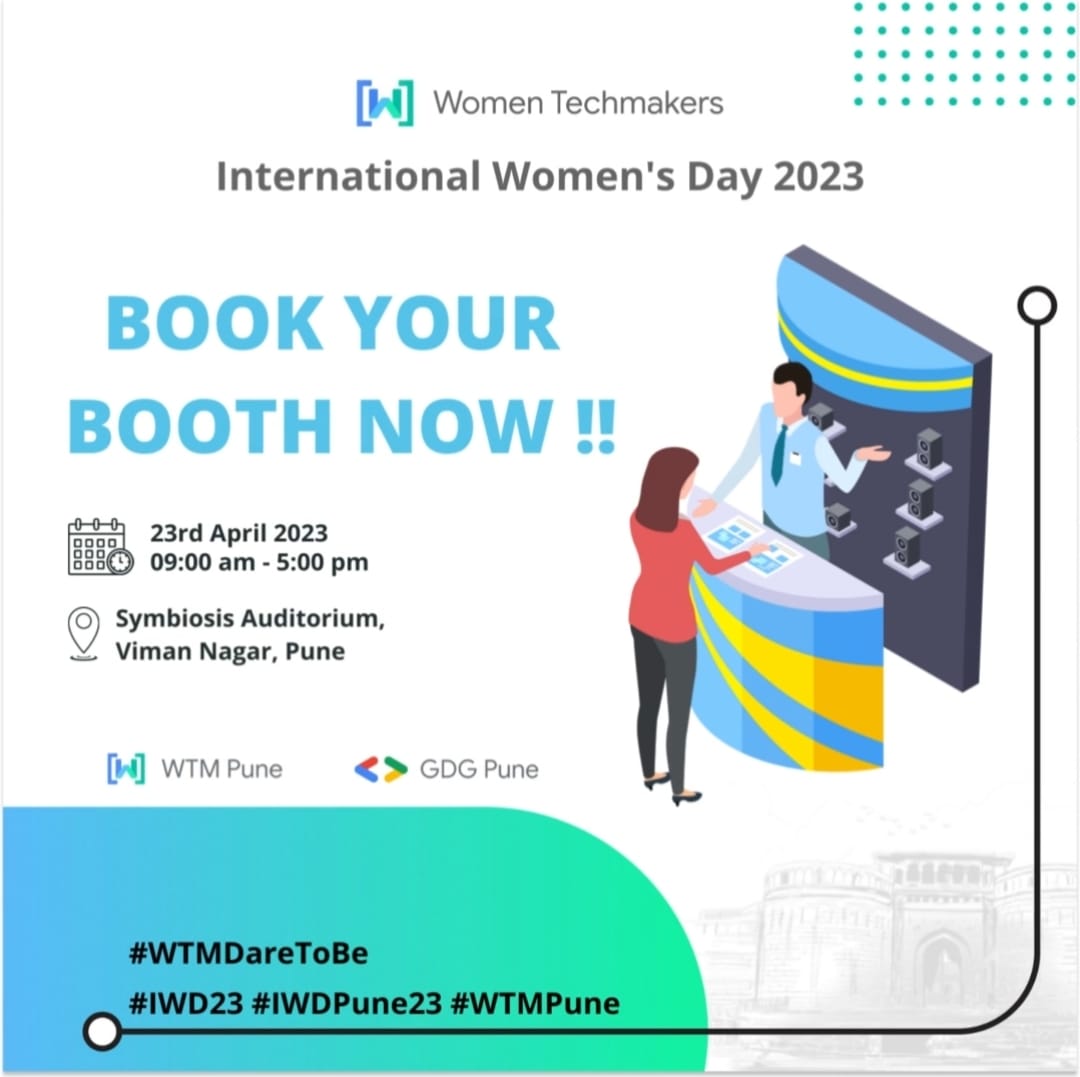 Women Techmakers
International Women's Day 2023
BOOK YOUR
BOOTH NOW !!
23rd April 2023
09:00 am - 5:00 pm
Symbiosis Auditorium,
Viman Nagar, Pune
WTM Pune
GDG Pune
#WTMDareToBe
#IWD23 #IWDPune23 #WTMPune